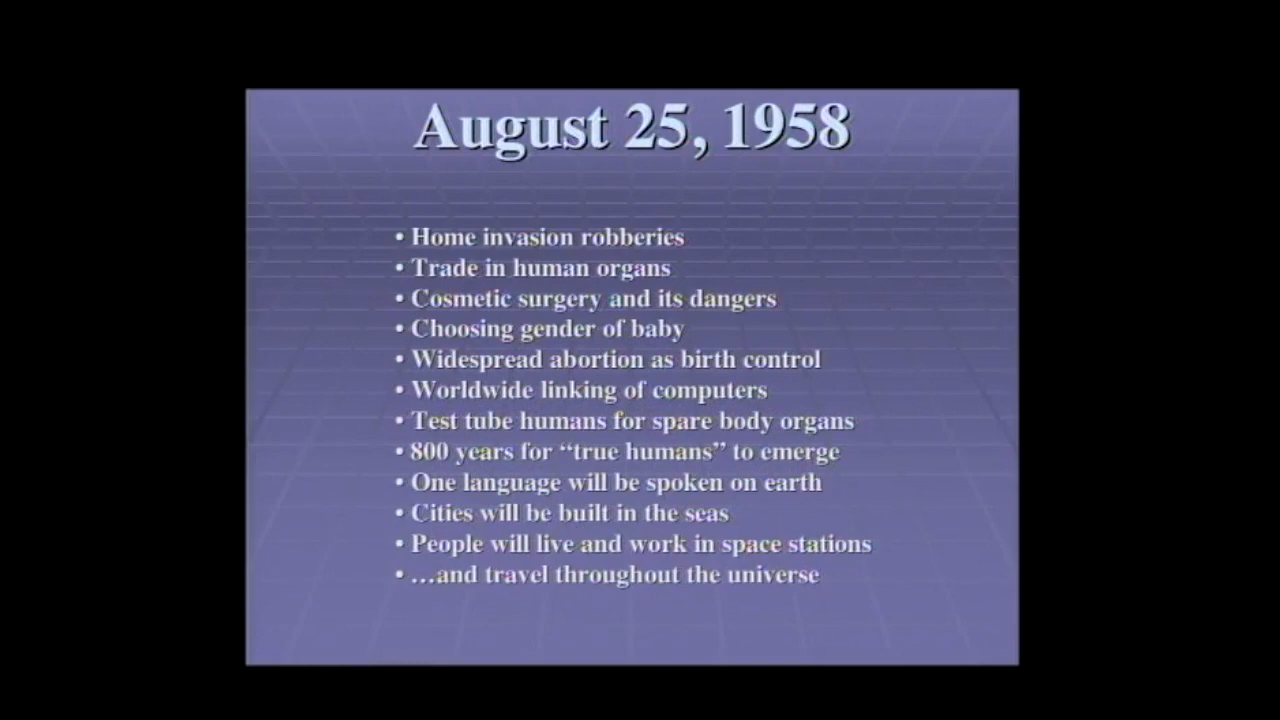 August 25, 1958
• Home invasion robberies
• Trade in human organs
• Cosmetic surgery and its dangers
• Choosing gender of baby
• Widespread abortion as birth control
• Worldwide linking of computers
• Test tube humans for spare body organs
• 800 years for “true humans” to emerge
• One language will be spoken on earth
• Cities will be built in the seas
• People will live and work in space stations
• …and travel throughout the universe